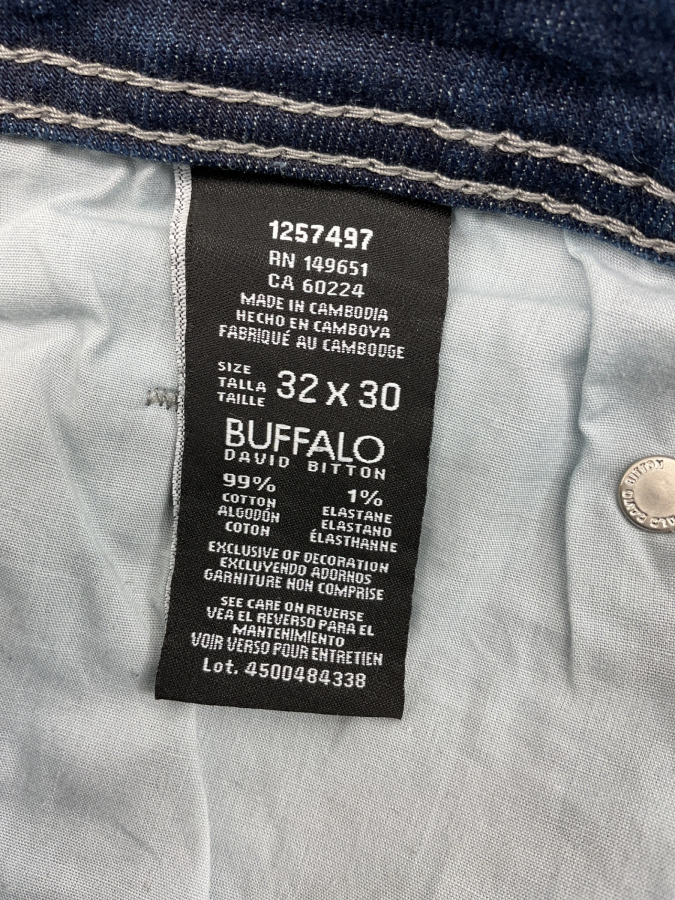 1257497
RN 149651
CA 60224
MADE IN CAMBODIA
HECHO EN CAMBOYA
FABRIQUÉ AU CAMBODGE
SIZE
TALLA
TAILLE
32 x 30
BUFFALO
DAVID BITTON
99%
COTTON
ALGODÓN
COTON
1%
ELASTANE
ELASTANO
ÉLASTHANNE
EXCLUSIVE OF DECORATION
EXCLUYENDO ADORNOS
GARNITURE NON COMPRISE
SEE CARE ON REVERSE
VEA EL REVERSO PARA EL
MANTENIMIENTO
VOIR VERSO POUR ENTRETIEN
Lot. 4500484338
BITTON